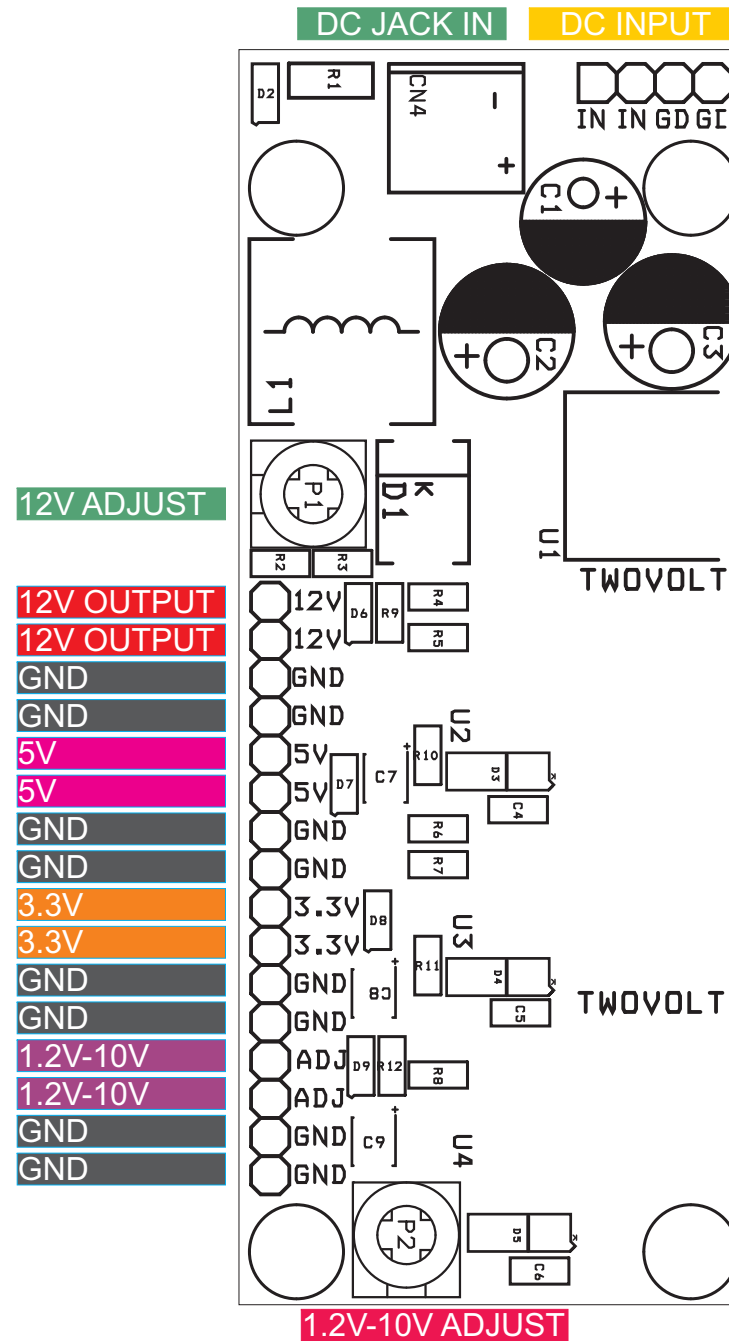 DC JACK IN
DC INPUT
D2
R1
CN4
-
+
IN IN GD
C1
+
C2
+
C3
+
L1
12V ADJUST
P1
K
D1
U1
TWOVOLT
R2
R3
12V OUTPUT
12V
D6
R9
R4
12V OUTPUT
12V
R5
GND
GND
GND
GND
5V
5V
U2
R10
C7
+
D3
5V
5V
D7
C4
GND
GND
R6
GND
GND
R7
3.3V
3.3V
D8
3.3V
3.3V
U3
R11
D4
GND
GND
C8
+
C5
TWOVOLT
GND
GND
1.2V-10V
ADJ
D9
R12
R8
1.2V-10V
ADJ
GND
GND
C9
+
U4
GND
GND
P2
D5
C6
1.2V-10V ADJUST